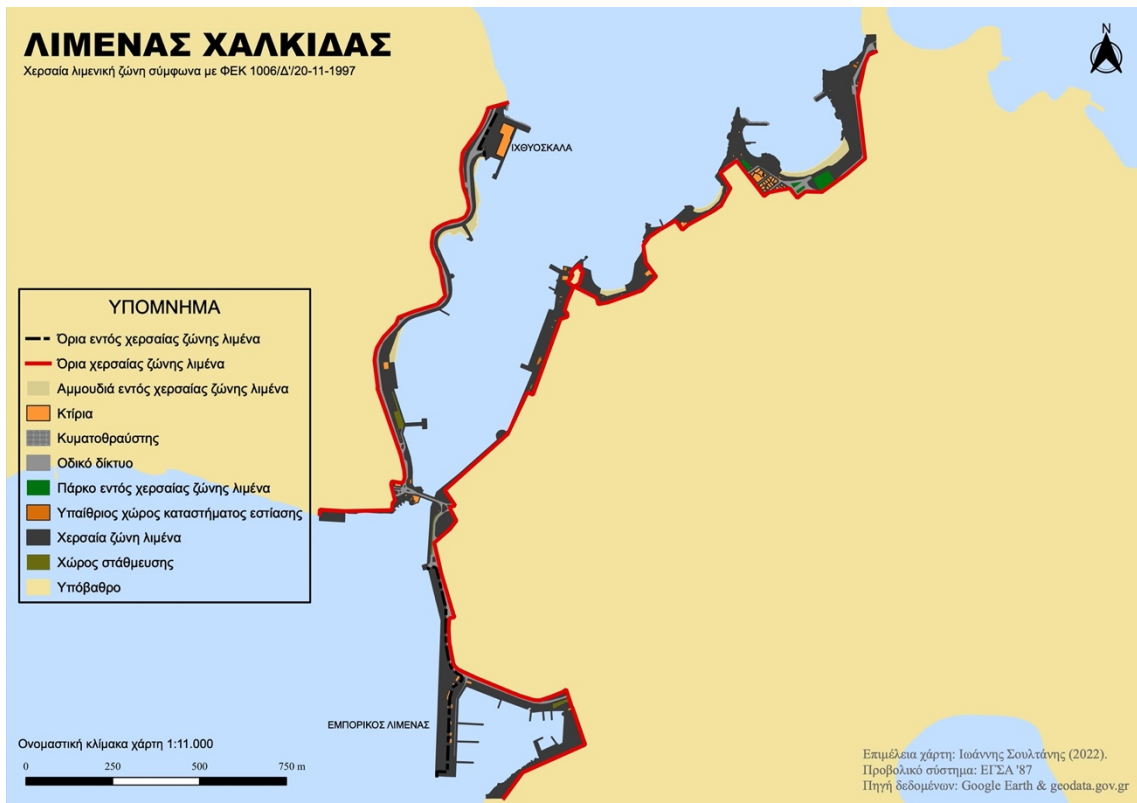 ΛΙΜΕΝΑΣ ΧΑΛΚΙΔΑΣ
Χερσαία λιμενική ζώνη σύμφωνα με ΦΕΚ 1006/Δ'/20-11-1997
N
ΙΧΘΥΟΣΚΑΛΑ
ΥΠΟΜΝΗΜΑ
Όρια εντός χερσαίας ζώνης λιμένα
Όρια χερσαίας ζώνης λιμένα
Αμμουδιά εντός χερσαίας ζώνης λιμένα
Κτίρια
Κυματοθραύστης
Οδικό δίκτυο
Πάρκο εντός χερσαίας ζώνης λιμένα
Υπαίθριος χώρος καταστήματος εστίασης
Χερσαία ζώνη λιμένα
Χώρος στάθμευσης
Υπόβαθρο
ΕΜΠΟΡΙΚΟΣ ΛΙΜΕΝΑΣ
Ονομαστική κλίμακα χάρτη 1:11.000
0 250 500 750 m
Επιμέλεια χάρτη: Ιωάννης Σουλτάνης (2022).
Προβολικό σύστημα: ΕΓΣΑ '87
Πηγή δεδομένων: Google Earth & geodata.gov.gr